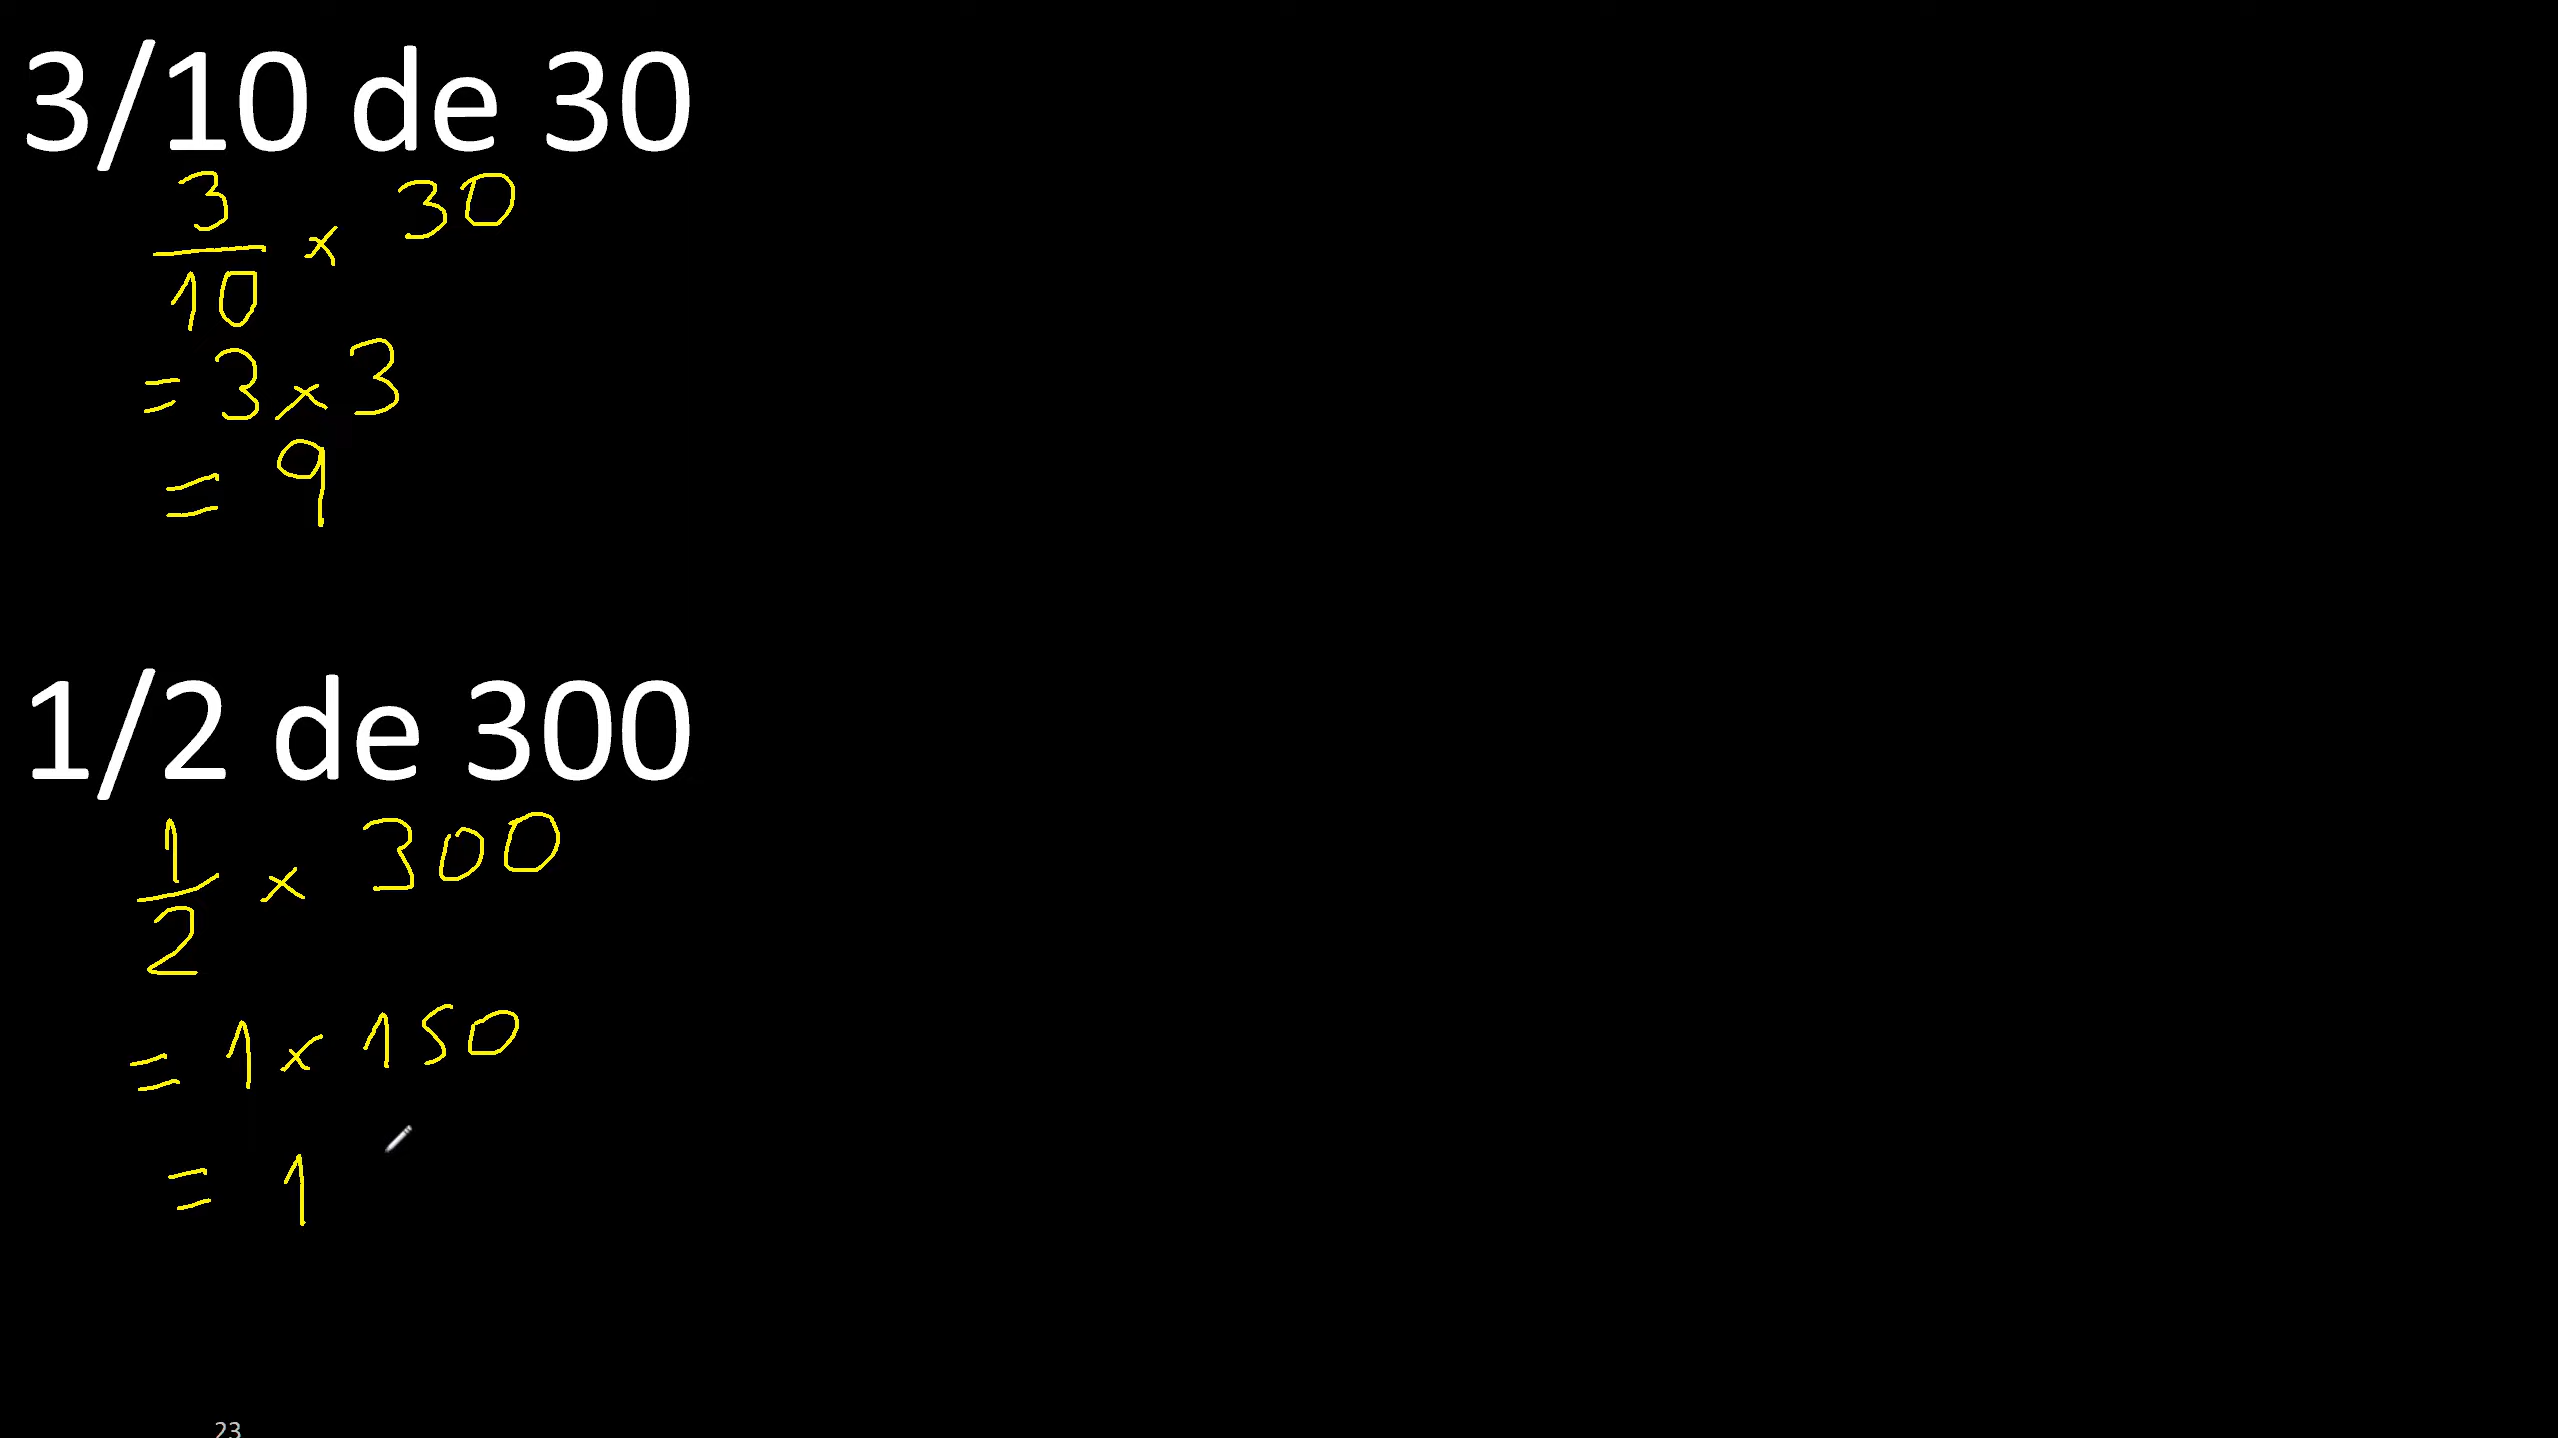 3/10 de 30
3/10 × 30
= 3 × 3
= 9
1/2 de 300
1/2 × 300
= 1 × 150
= 1
23